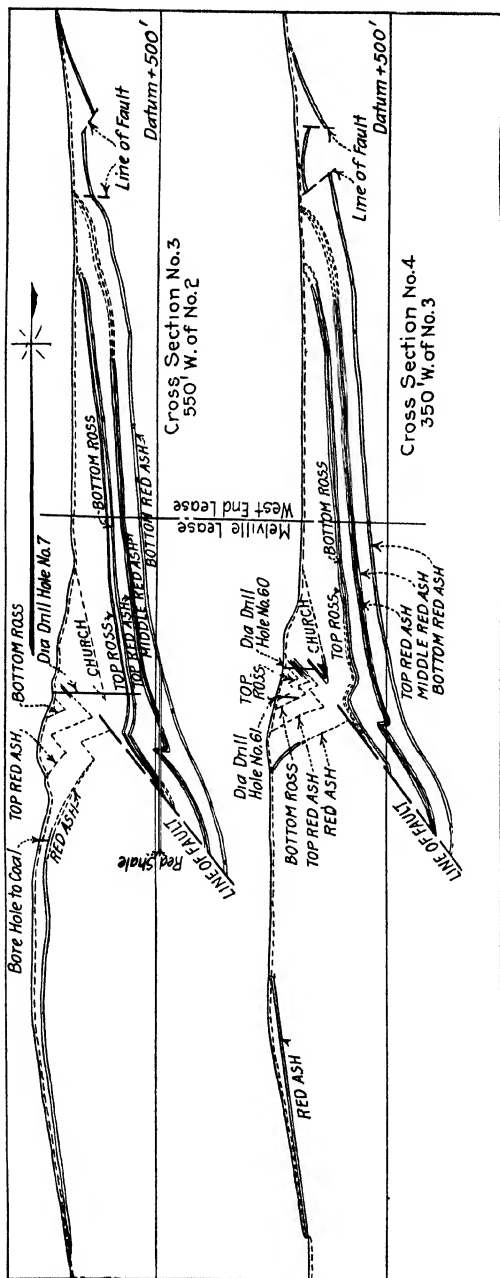 Bore Hole to Coal
TOP RED ASH
BOTTOM ROSS
Dia Drill Hole No.7
RED ASH
CHURCH
TOP ROSS
TOP RED ASH
MIDDLE RED ASH
BOTTOM RED ASH
BOTTOM ROSS
Red Shale
LINE OF FAULT
Line of Fault
Datum + 500'
Cross Section No.3
550' W. of No.2
Melville Lease
West End Lease
Dia Drill
Hole No.61
TOP
ROSS
Dia Drill
Hole No.60
BOTTOM ROSS
TOP RED ASH
RED ASH
CHURCH
TOP ROSS
BOTTOM ROSS
TOP RED ASH
MIDDLE RED ASH
BOTTOM RED ASH
RED ASH
LINE OF FAULT
Line of Fault
Datum +500'
Cross Section No.4
350' W. of No.3